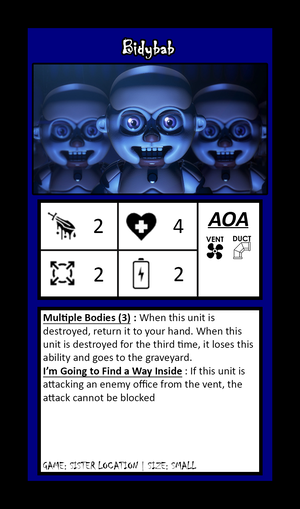 Bidybab
2
4
AOA
VENT DUCT
2
2
Multiple Bodies (3) : When this unit is
destroyed, return it to your hand. When this
unit is destroyed for the third time, it loses this
ability and goes to the graveyard.
I'm Going to Find a Way Inside : If this unit is
attacking an enemy office from the vent, the
attack cannot be blocked
GAME: SISTER LOCATION | SIZE: SMALL